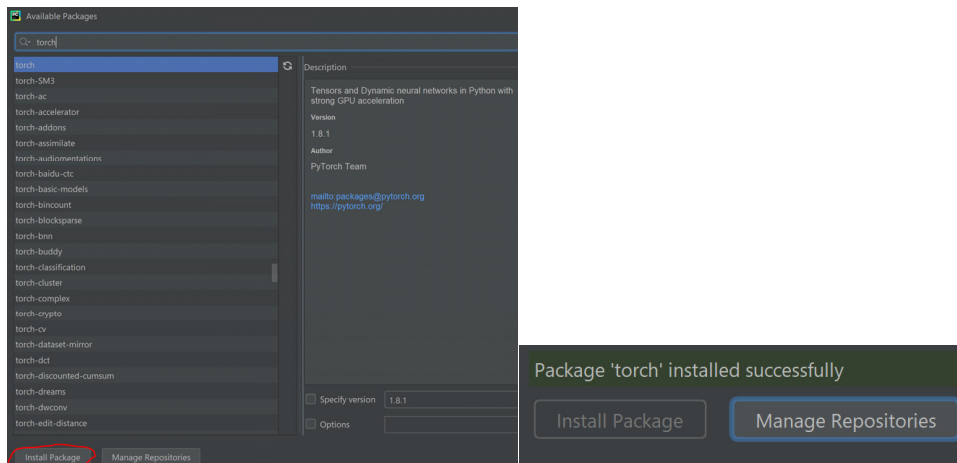 Available Packages
torch
torch
torch-SM3
torch-ac
torch-accelerator
torch-addons
torch-assimilate
torch-audiomentations
torch-baidu-ctc
torch-basic-models
torch-bincount
torch-blocksparse
torch-bnn
torch-buddy
torch-classification
torch-cluster
torch-complex
torch-crypto
torch-cv
torch-dataset-mirror
torch-dct
torch-discounted-cumsum
torch-dreams
torch-dwconv
torch-edit-distance
Description
Tensors and Dynamic neural networks in Python with
strong GPU acceleration
Version
1.8.1
Author
PyTorch Team
mailto:packages@pytorch.org
https://pytorch.org/
Specify version 1.8.1
Options
Install Package Manage Repositories
Package 'torch' installed successfully
Install Package Manage Repositories